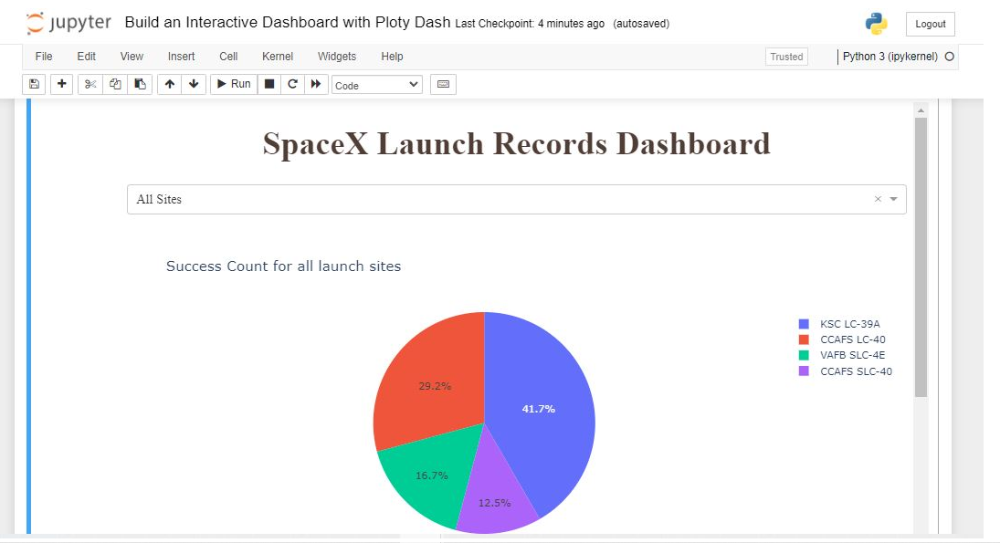 jupyter Build an Interactive Dashboard with Ploty Dash Last Checkpoint: 4 minutes ago (autosaved) Logout
File Edit View Insert Cell Kernel Widgets Help Trusted Python 3 (ipykernel)
Run Code
SpaceX Launch Records Dashboard
All Sites
Success Count for all launch sites
KSC LC-39A
CCAFS LC-40
VAFB SLC-4E
CCAFS SLC-40
29.2%
41.7%
16.7%
12.5%